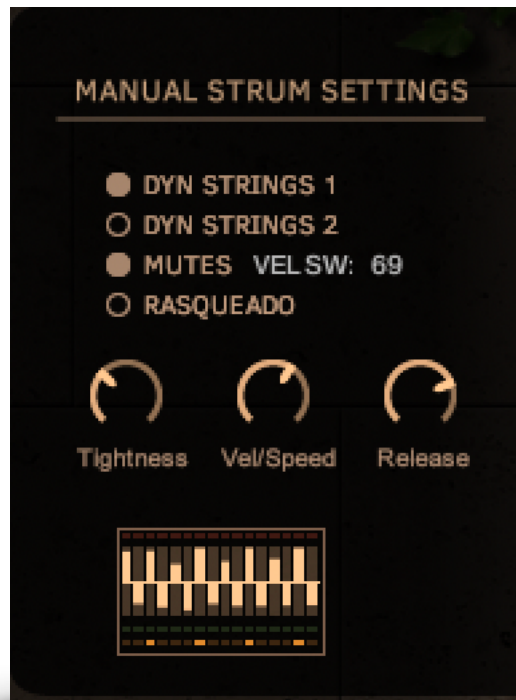 MANUAL STRUM SETTINGS
DYN STRINGS 1
DYN STRINGS 2
MUTES VEL SW: 69
RASQUEADO
Tightness Vel/Speed Release